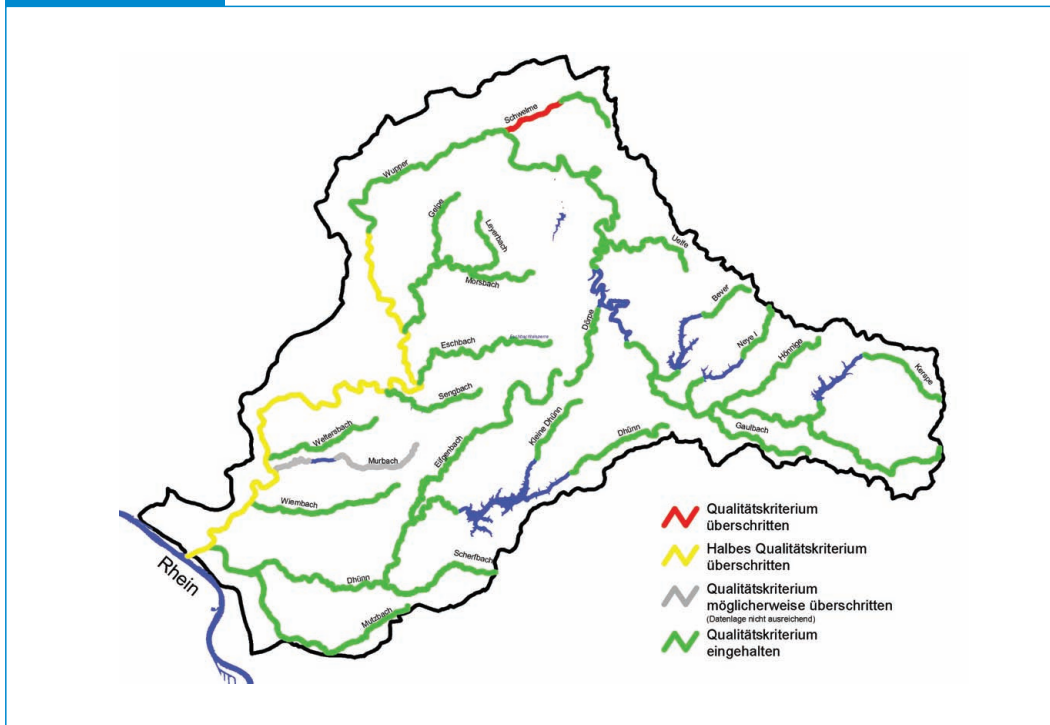 Schwelme
Wupper
Gelpe
Leyerbach
Uelfe
Morsbach
Bever
Dörpe
Neye I
Eschbach
Hönnige
Kerspe
Sengbach
Weltersbach
Kleine Dhünn
Dhünn
Gaulbach
Eifgenbach
Murbach
Wiembach
Rhein
Scherfbach
Dhünn
Mutzbach
Qualitätskriterium
überschritten
Halbes Qualitätskriterium
überschritten
Qualitätskriterium
möglicherweise überschritten
(Datenlage nicht ausreichend)
Qualitätskriterium
eingehalten